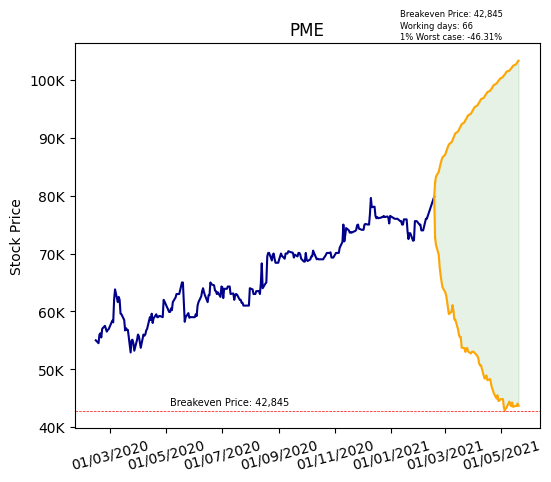 Breakeven Price: 42,845
Working days: 66
1% Worst case: -46.31%
PME
Stock Price
100K
90K
80K
70K
60K
50K
40K
Breakeven Price: 42,845
01/03/2020
01/05/2020
01/07/2020
01/09/2020
01/11/2020
01/01/2021
01/03/2021
01/05/2021